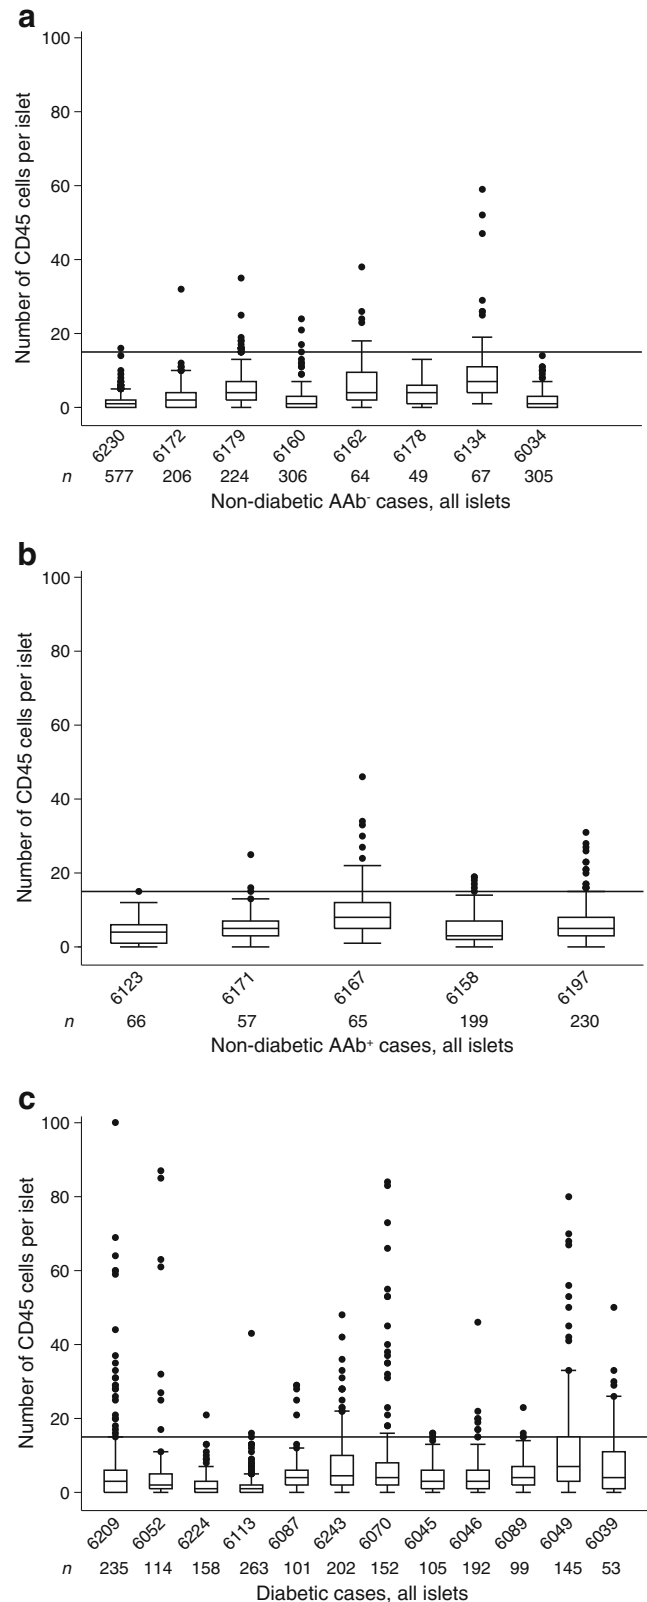 a
100
80
60
40
20
0
Number of CD45 cells per islet
6230 6172 6179 6160 6162 6178 6134 6034
n 577 206 224 306 64 49 67 305
Non-diabetic AAb- cases, all islets
b
100
80
60
40
20
0
Number of CD45 cells per islet
6123 6171 6167 6158 6197
n 66 57 65 199 230
Non-diabetic AAb+ cases, all islets
c
100
80
60
40
20
0
Number of CD45 cells per islet
6209 6052 6224 6113 6087 6243 6070 6045 6046 6089 6049 6039
n 235 114 158 263 101 202 152 105 192 99 145 53
Diabetic cases, all islets